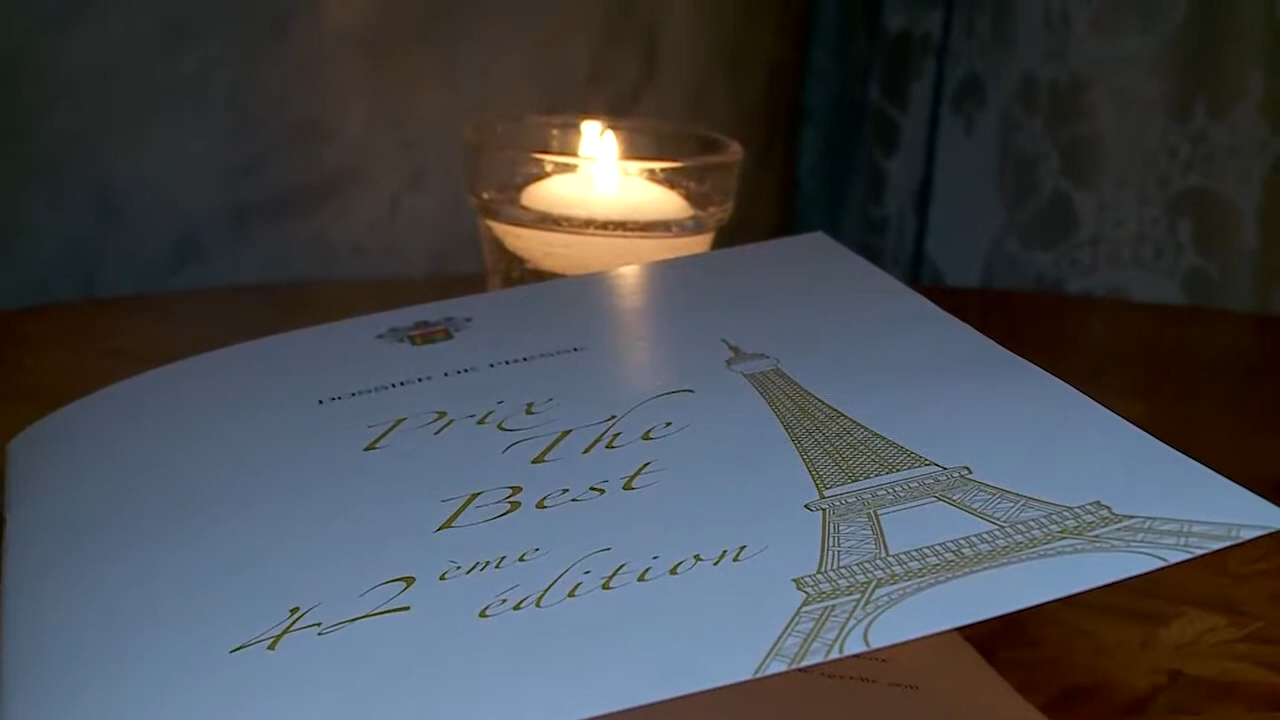 DOSSIER DE PRESSE
Prix
The
Best
42ème édition